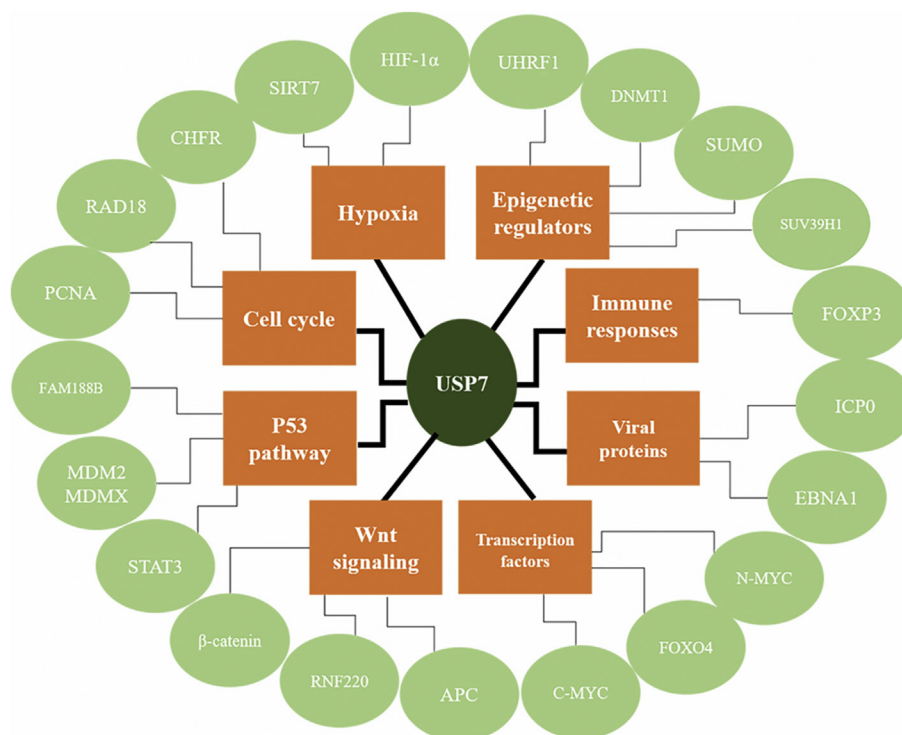 HIF-1α
UHRF1
SIRT7
DNMT1
CHFR
SUMO
RAD18
Hypoxia
Epigenetic
regulators
SUV39H1
PCNA
Cell cycle
Immune
responses
FOXP3
USP7
FAM188B
P53
pathway
Viral
proteins
ICP0
MDM2
MDMX
EBNA1
STAT3
Wnt
signaling
Transcription
factors
N-MYC
β-catenin
FOXO4
RNF220
APC
C-MYC